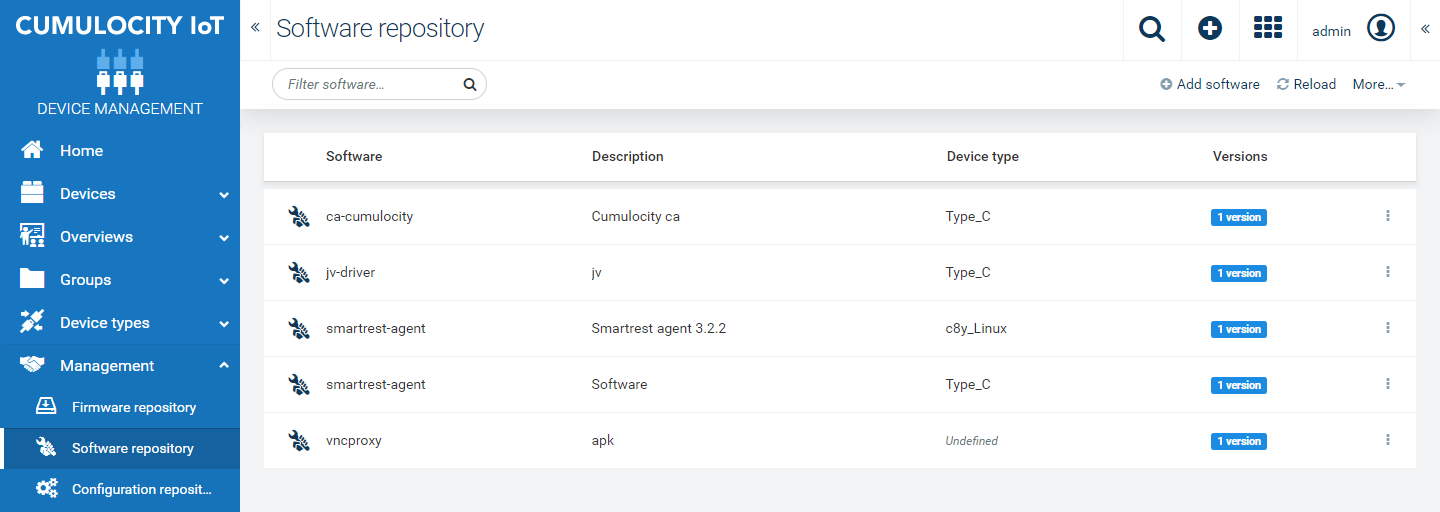 CUMULOCITY IoT
DEVICE MANAGEMENT
Home
Devices
Overviews
Groups
Device types
Management
Firmware repository
Software repository
Configuration reposit...
Software repository
admin
Filter software...
Add software
Reload
More...
Software Description Device type Versions
ca-cumulocity Cumulocity ca Type_C 1 version
jv-driver jv Type_C 1 version
smartrest-agent Smartrest agent 3.2.2 c8y_Linux 1 version
smartrest-agent Software Type_C 1 version
vncproxy apk Undefined 1 version